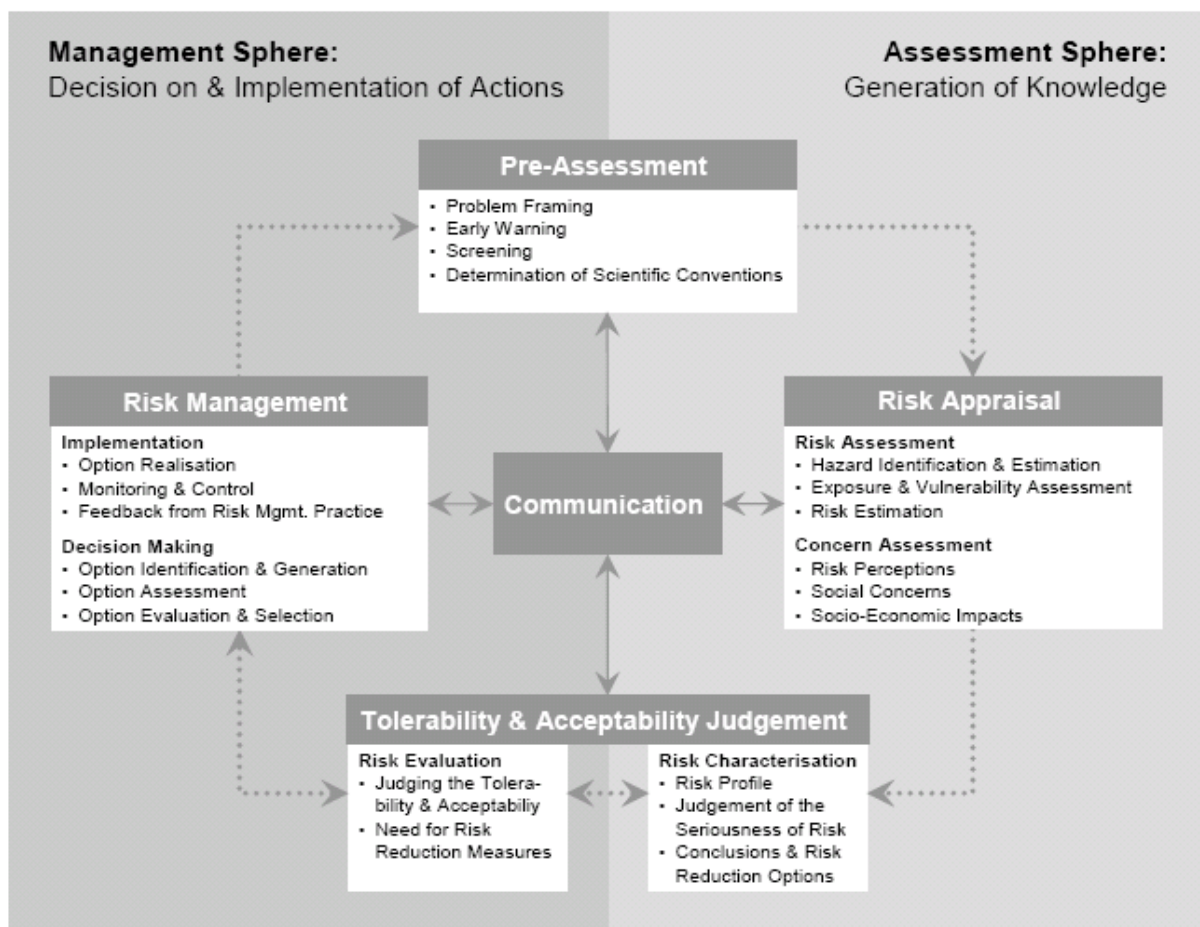 Management Sphere:
Decision on & Implementation of Actions
Assessment Sphere:
Generation of Knowledge
Pre-Assessment
▪ Problem Framing
▪ Early Warning
▪ Screening
▪ Determination of Scientific Conventions
Risk Management
Implementation
▪ Option Realisation
▪ Monitoring & Control
▪ Feedback from Risk Mgmt. Practice
Decision Making
▪ Option Identification & Generation
▪ Option Assessment
▪ Option Evaluation & Selection
Communication
Risk Appraisal
Risk Assessment
▪ Hazard Identification & Estimation
▪ Exposure & Vulnerability Assessment
▪ Risk Estimation
Concern Assessment
▪ Risk Perceptions
▪ Social Concerns
▪ Socio-Economic Impacts
Tolerability & Acceptability Judgement
Risk Evaluation
▪ Judging the Tolera-
bility & Acceptabiliy
▪ Need for Risk
Reduction Measures
Risk Characterisation
▪ Risk Profile
▪ Judgement of the
Seriousness of Risk
▪ Conclusions & Risk
Reduction Options